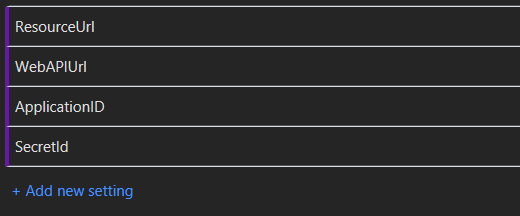 ResourceUrl
WebAPIUrl
ApplicationID
SecretId
+ Add new setting